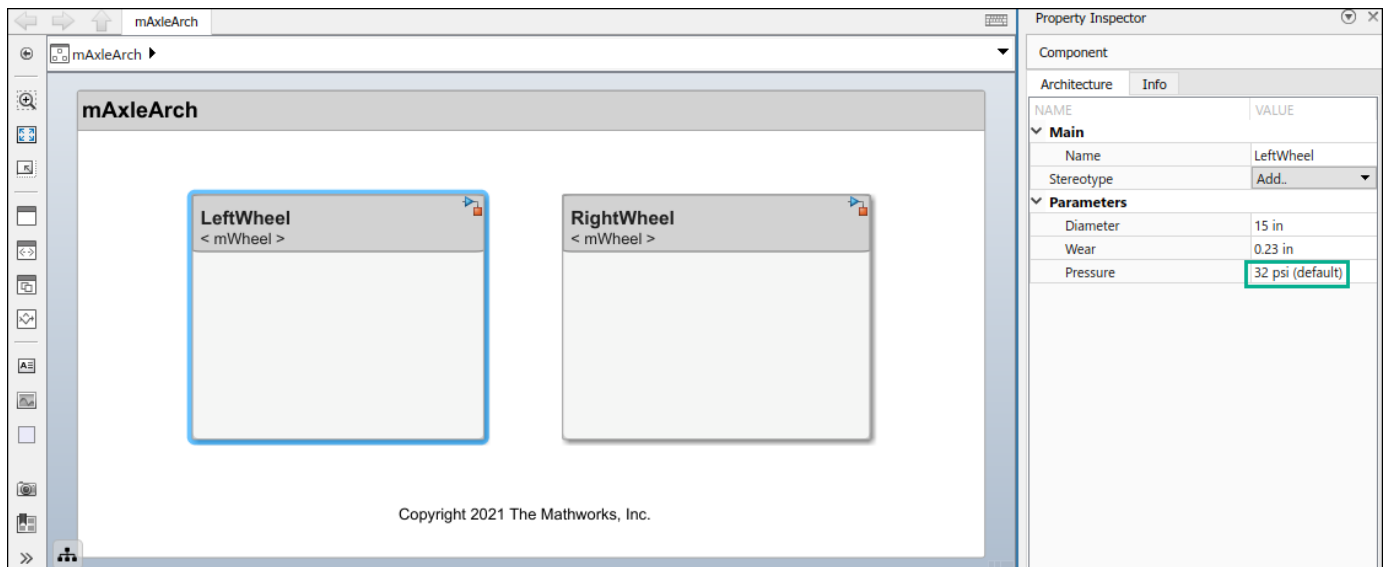 mAxleArch
Property Inspector
mAxleArch
Component
Architecture Info
NAME VALUE
Main
Name LeftWheel
Stereotype Add..
Parameters
Diameter 15 in
Wear 0.23 in
Pressure 32 psi (default)
mAxleArch
LeftWheel
< mWheel >
RightWheel
< mWheel >
Copyright 2021 The Mathworks, Inc.